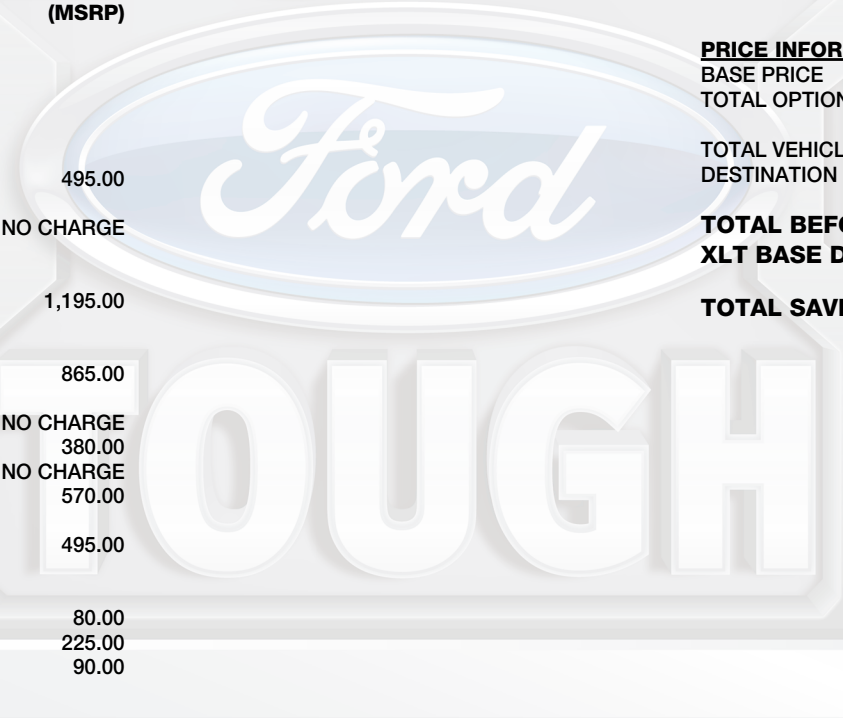 (MSRP)
495.00
NO CHARGE
1,195.00
865.00
NO CHARGE
380.00
NO CHARGE
570.00
495.00
80.00
225.00
90.00
PRICE INFOR
BASE PRICE
TOTAL OPTION
TOTAL VEHICL
DESTINATION
TOTAL BEFO
XLT BASE D
TOTAL SAVI
Ford
TOUGH